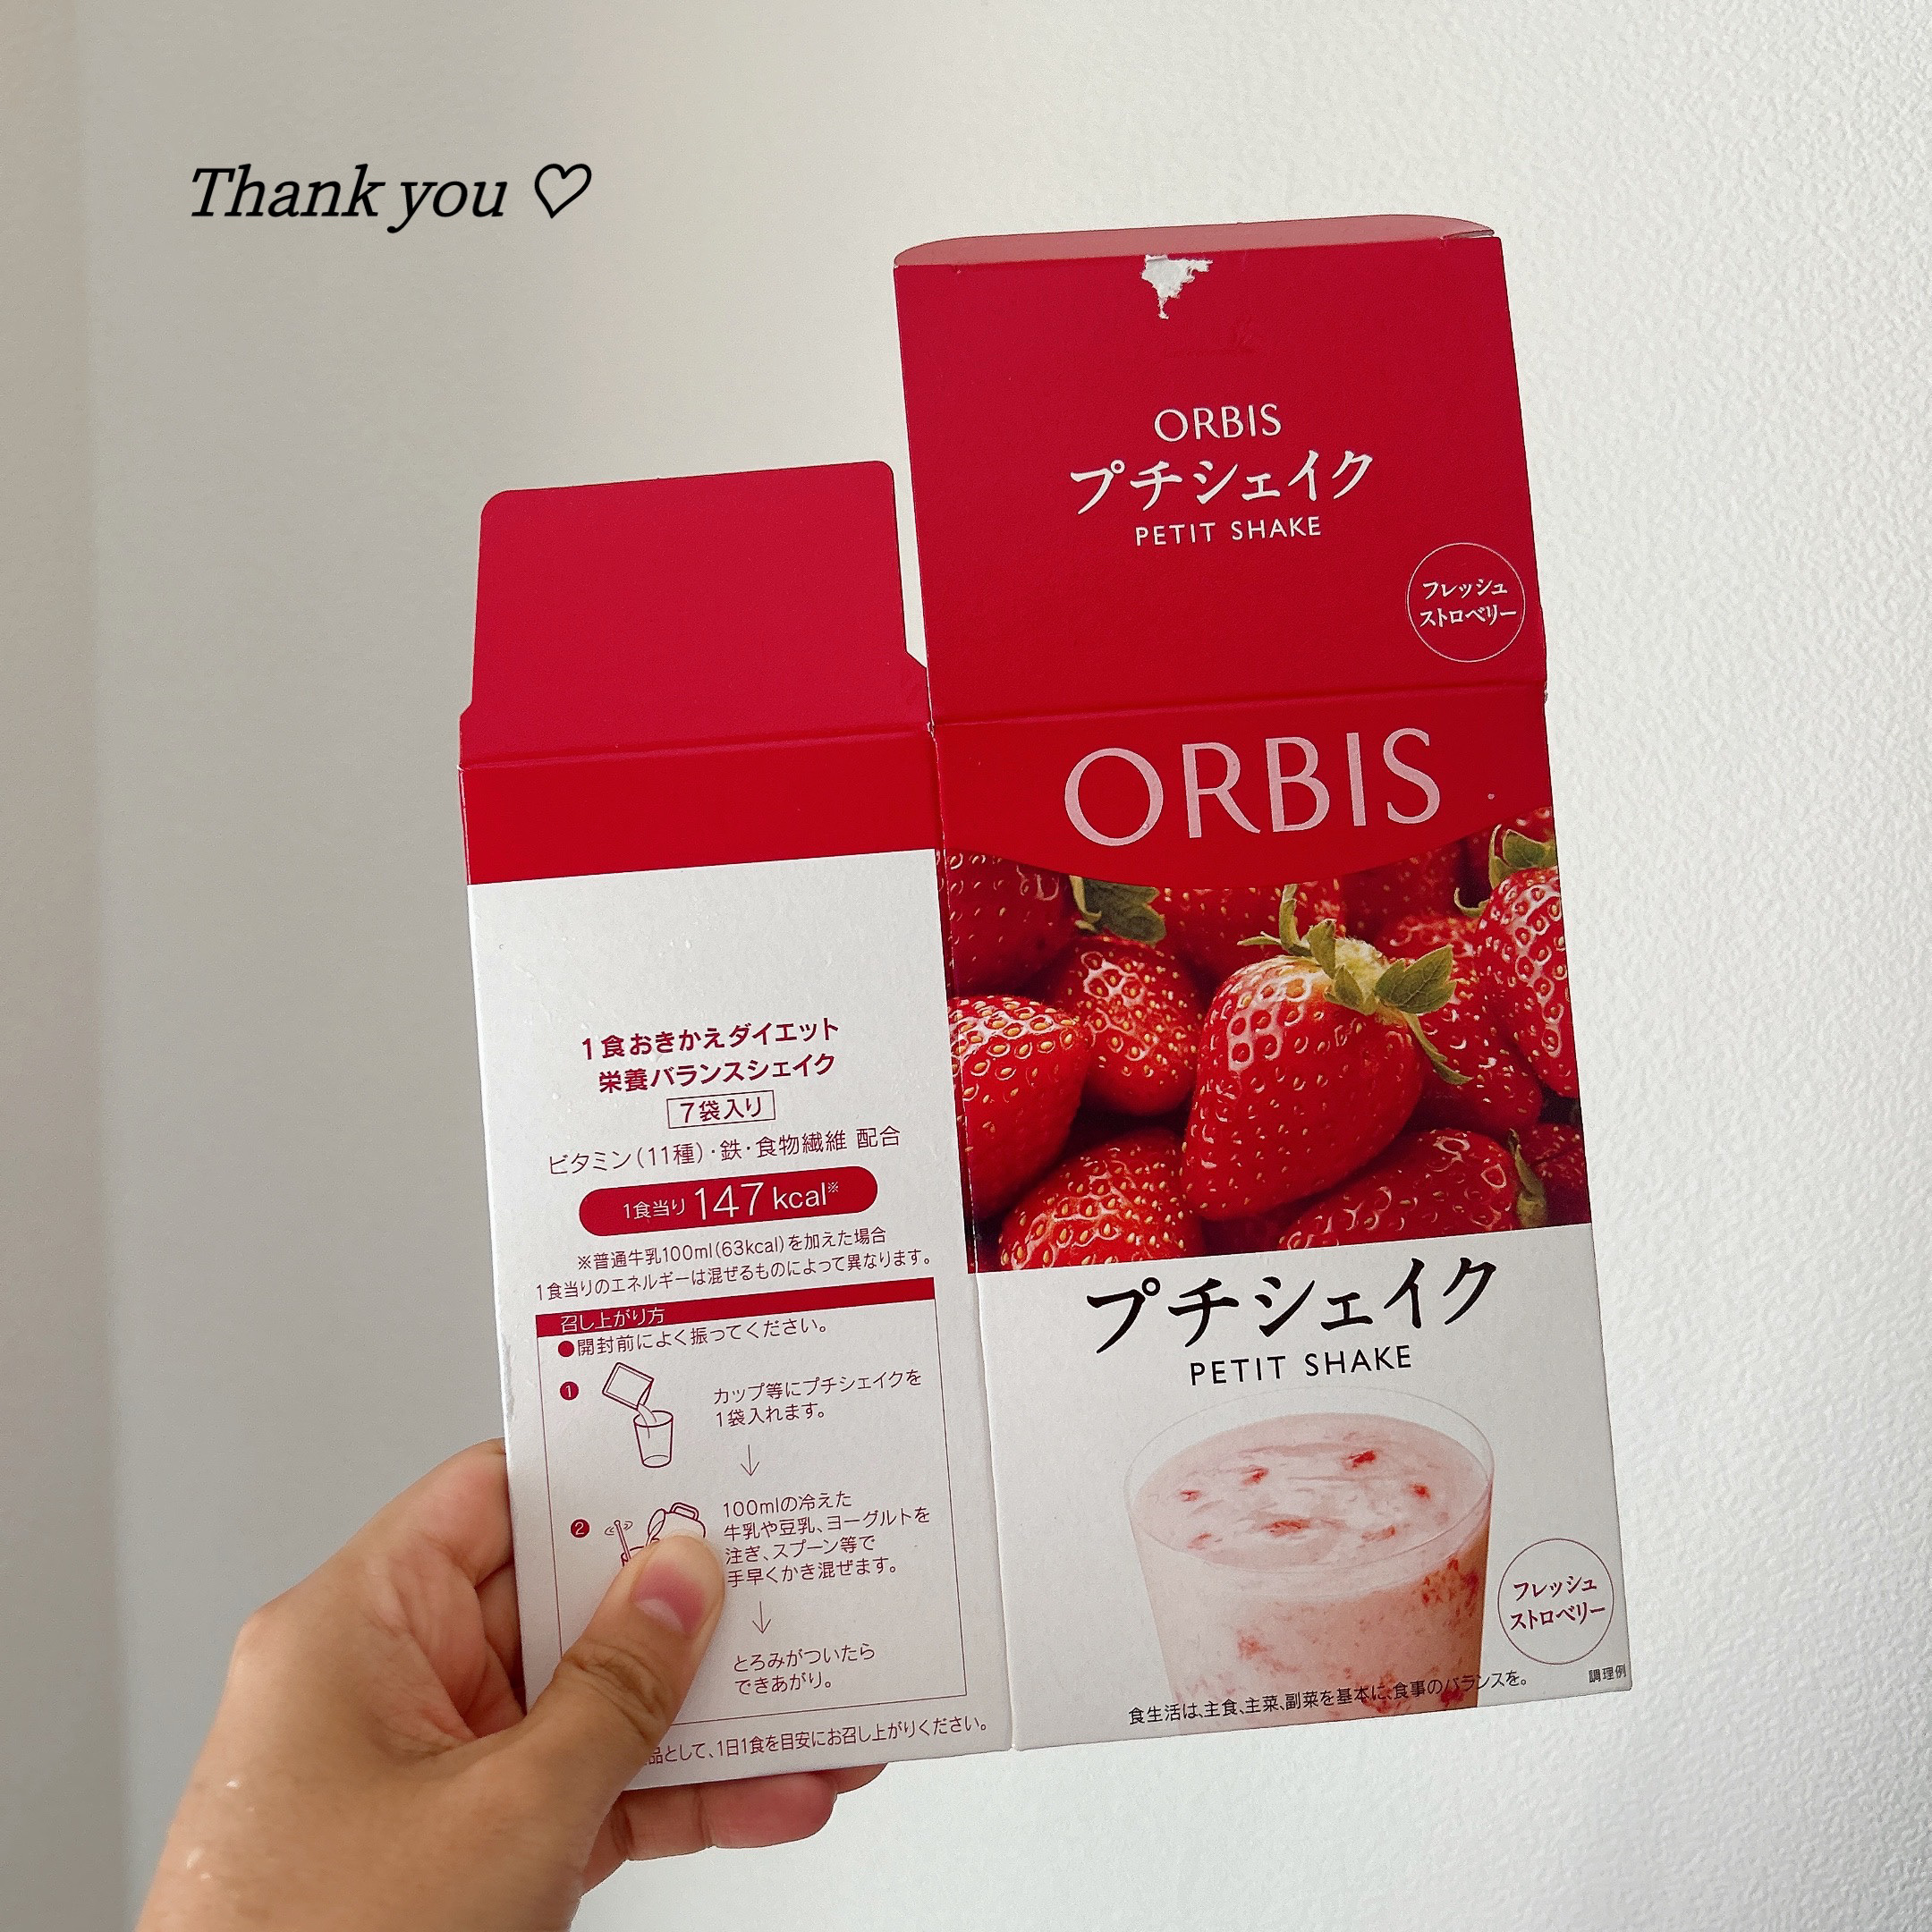 Thank you ♡
ORBIS
プチシェイク
PETIT SHAKE
フレッシュ
ストロベリー
ORBIS
1食おきかえダイエット
栄養バランスシェイク
7袋入り
ビタミン(11種)・鉄・食物繊維 配合
1食当り 147kcal※
※普通牛乳100ml(63kcal)を加えた場合
1食当りのエネルギーは混ぜるものによって異なります。
召し上がり方
●開封前によく振ってください。
1
カップ等にプチシェイクを
1袋入れます。
↓
2
100mlの冷えた
牛乳や豆乳、ヨーグルトを
注ぎ、スプーン等で
手早くかき混ぜます。
↓
とろみがついたら
できあがり。
品として、1日1食を目安にお召し上がりください。
プチシェイク
PETIT SHAKE
フレッシュ
ストロベリー
調理例
食生活は、主食、主菜、副菜を基本に、食事のバランスを。